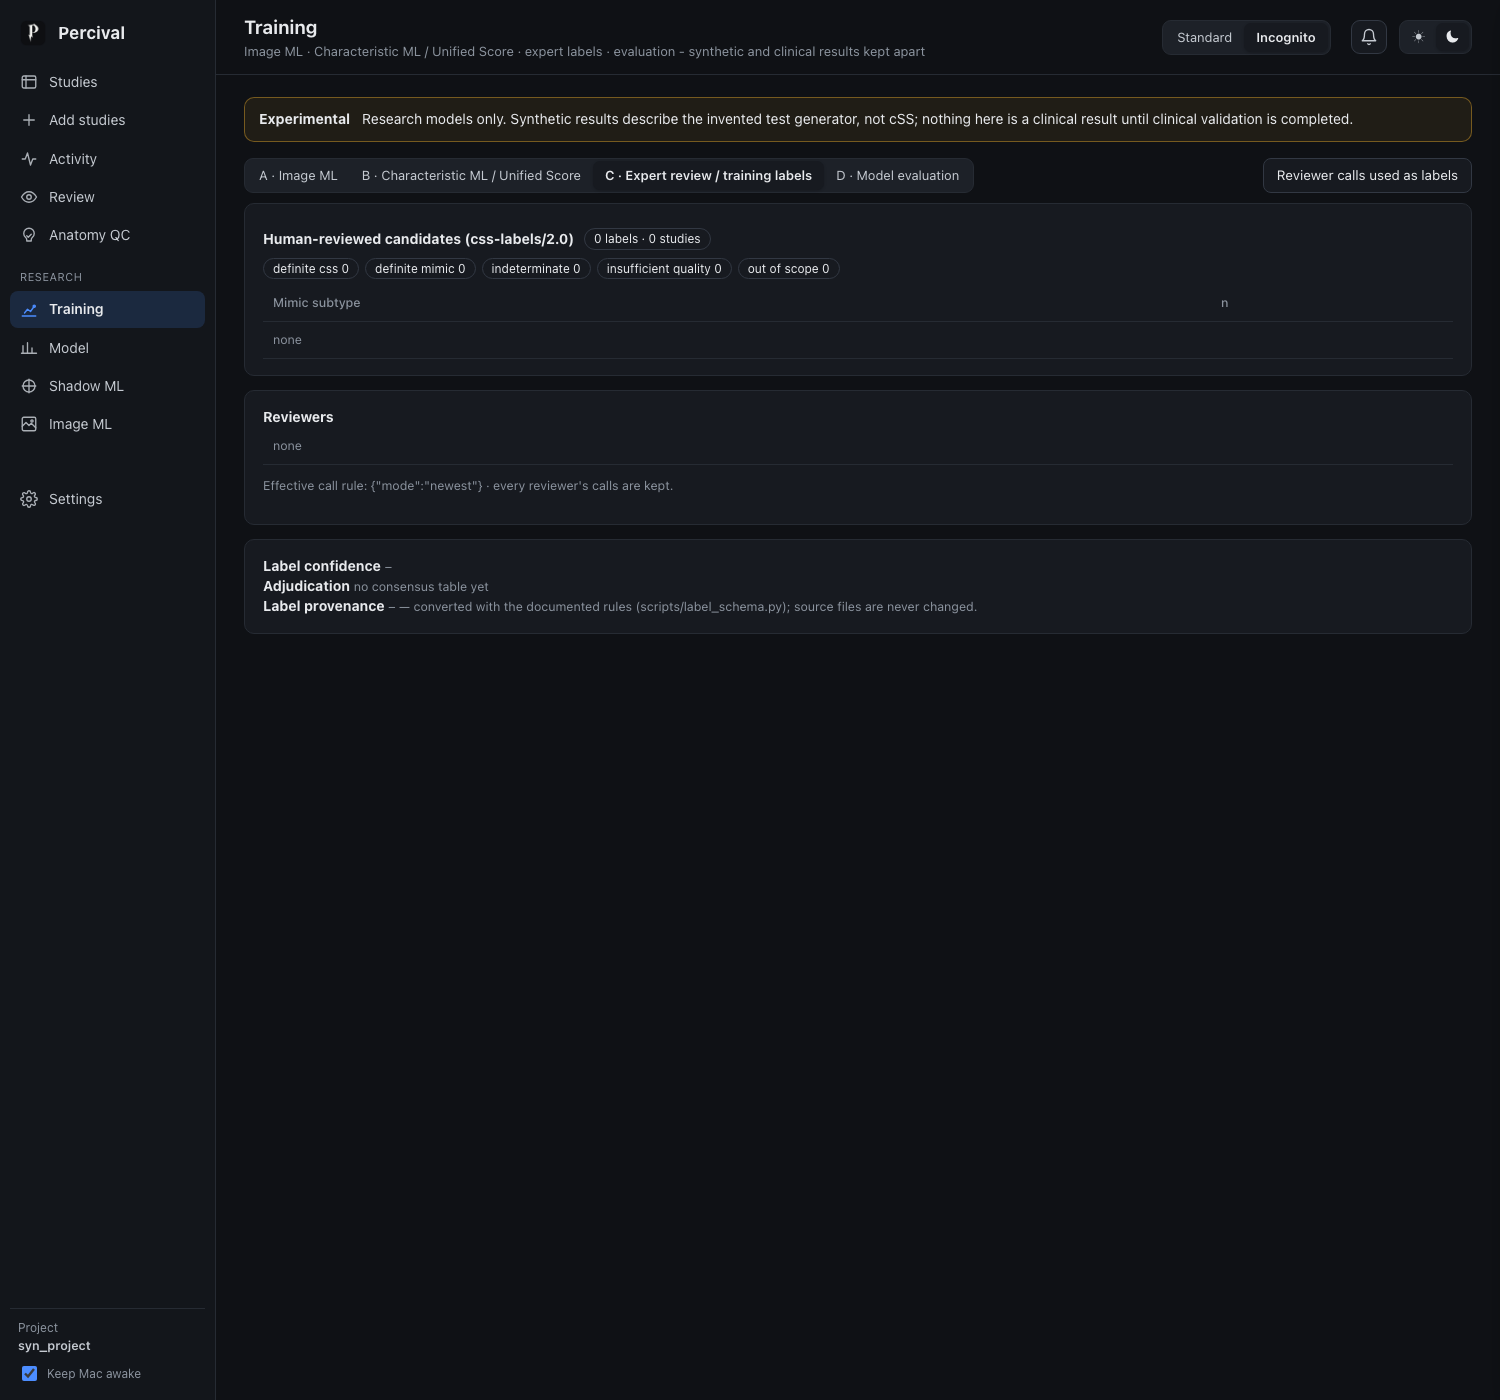 Percival
Studies
Add studies
Activity
Review
Anatomy QC
RESEARCH
Training
Model
Shadow ML
Image ML
Settings
Project
syn_project
Keep Mac awake
Training
Image ML · Characteristic ML / Unified Score · expert labels · evaluation - synthetic and clinical results kept apart
Standard Incognito
Experimental Research models only. Synthetic results describe the invented test generator, not cSS; nothing here is a clinical result until clinical validation is completed.
A · Image ML B · Characteristic ML / Unified Score C · Expert review / training labels D · Model evaluation
Reviewer calls used as labels
Human-reviewed candidates (css-labels/2.0) 0 labels · 0 studies
definite css 0 definite mimic 0 indeterminate 0 insufficient quality 0 out of scope 0
Mimic subtype n
none
Reviewers
none
Effective call rule: {"mode":"newest"} · every reviewer's calls are kept.
Label confidence –
Adjudication no consensus table yet
Label provenance – — converted with the documented rules (scripts/label_schema.py); source files are never changed.